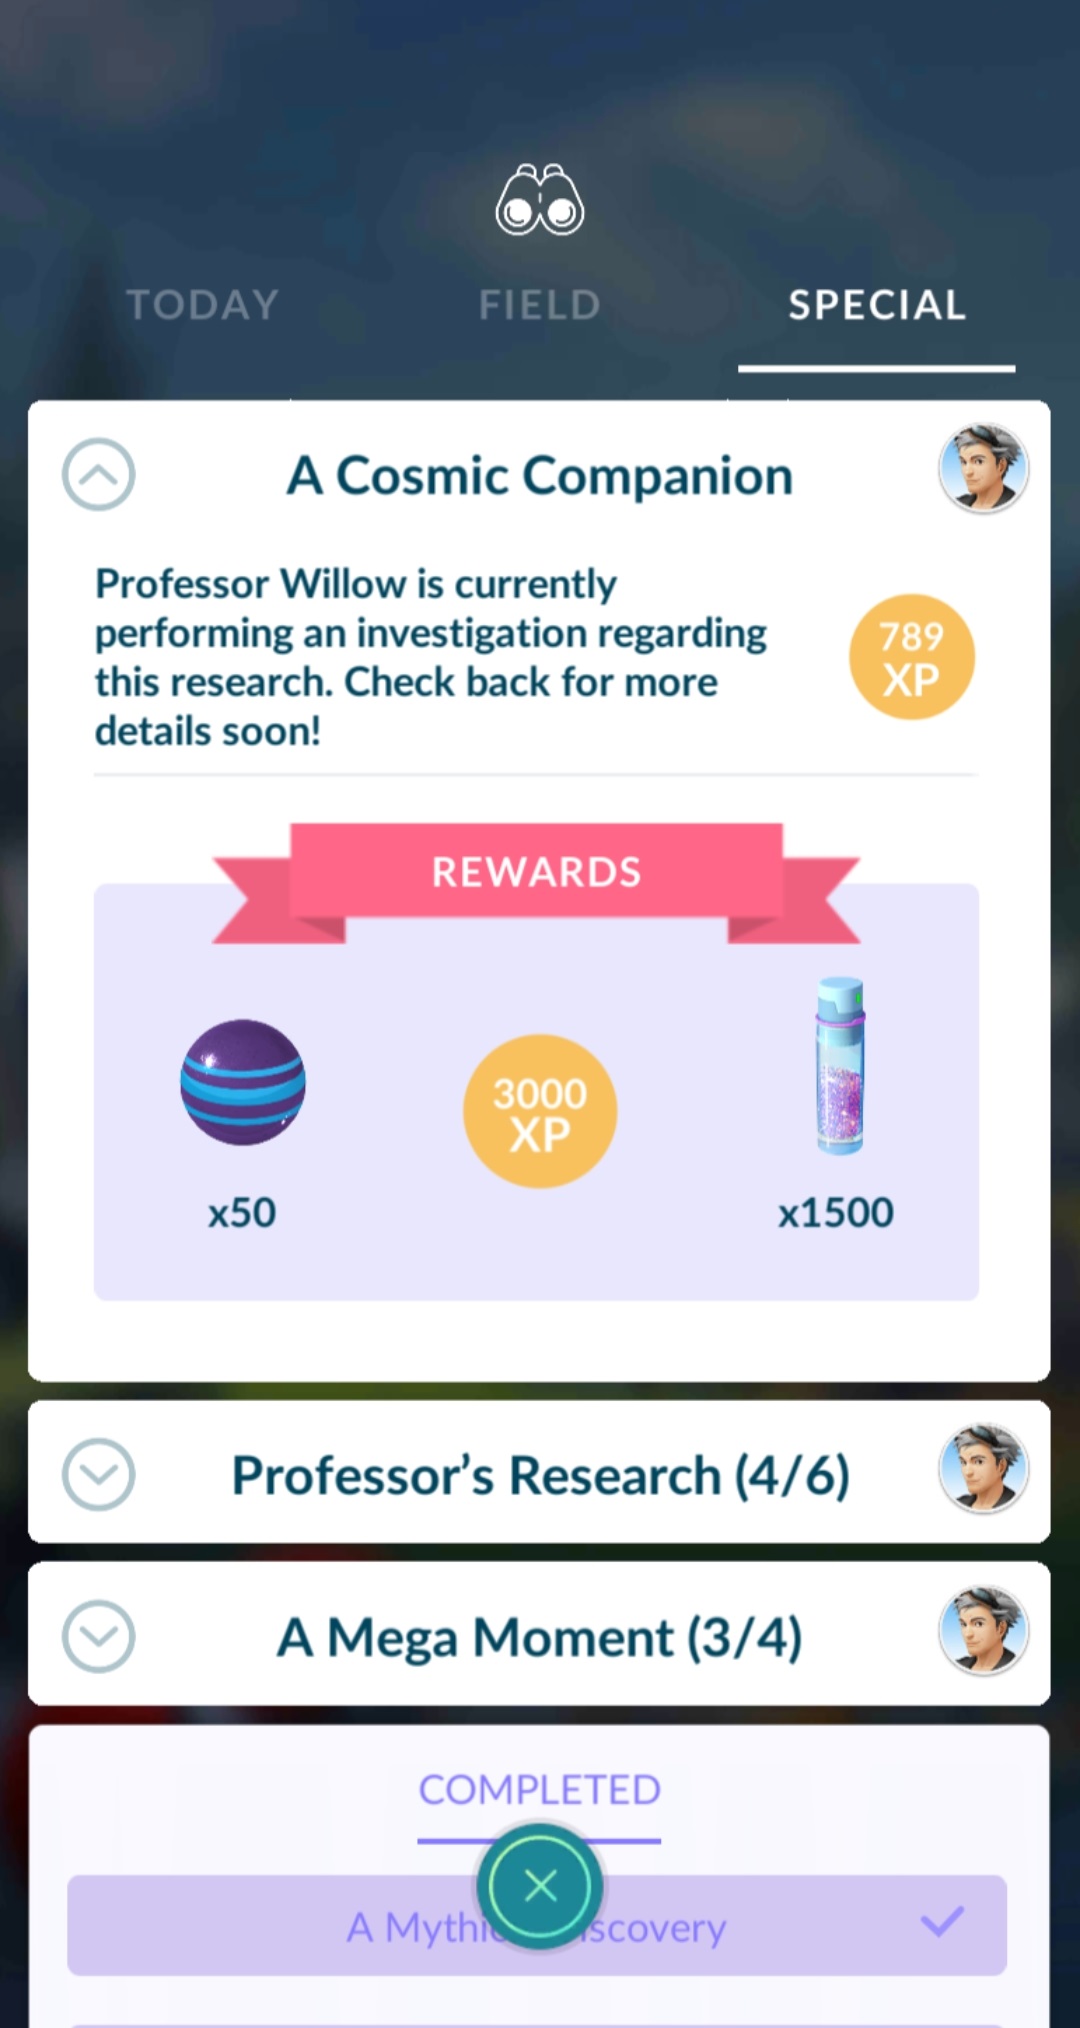 TODAY
FIELD
SPECIAL
A Cosmic Companion
Professor Willow is currently
performing an investigation regarding
this research. Check back for more
details soon!
789
XP
REWARDS
3000
XP
x50
x1500
Professor’s Research (4/6)
A Mega Moment (3/4)
COMPLETED
A Mythic scovery